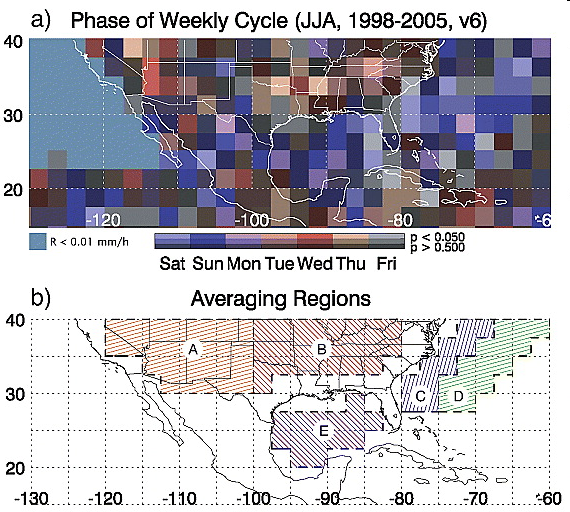 a) Phase of Weekly Cycle (JJA, 1998-2005, v6)
40
30
20
-120 -100 -80 -6
R < 0.01 mm/h
p < 0.050
p > 0.500
Sat Sun Mon Tue Wed Thu Fri
b) Averaging Regions
40
A B
30
C D
E
20
-130 -120 -110 -100 -90 -80 -70 -60